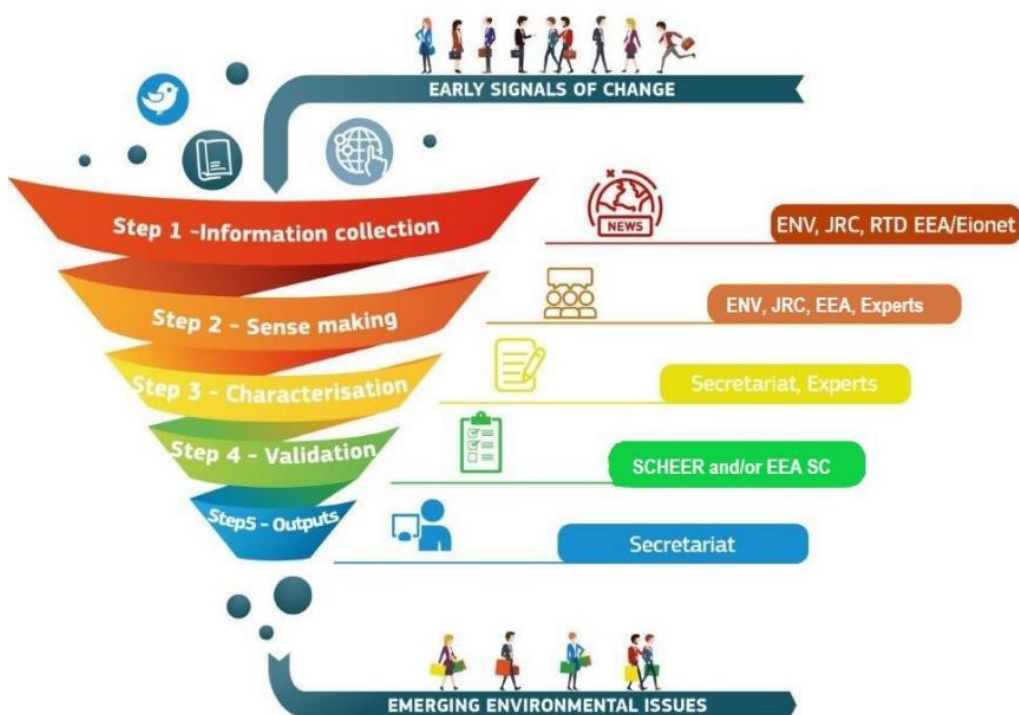 EARLY SIGNALS OF CHANGE
Step 1 -Information collection
NEWS
ENV, JRC, RTD EEA/Eionet
Step 2 - Sense making
ENV, JRC, EEA, Experts
Step 3 - Characterisation
Secretariat, Experts
Step 4 - Validation
SCHEER and/or EEA SC
Step5 - Outputs
Secretariat
EMERGING ENVIRONMENTAL ISSUES